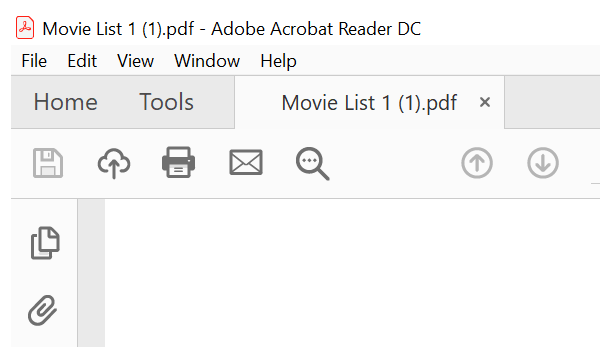 Movie List 1 (1).pdf - Adobe Acrobat Reader DC
File Edit View Window Help
Home Tools Movie List 1 (1).pdf ×